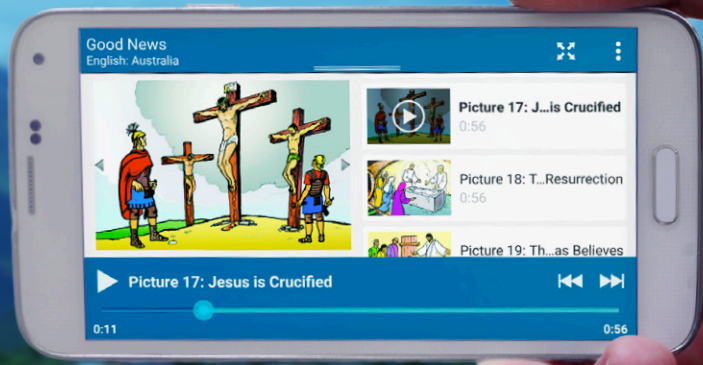 Good News
English: Australia
Picture 17: J...is Crucified
0:56
Picture 18: T...Resurrection
0:56
Picture 19: Th...as Believes
Picture 17: Jesus is Crucified
0:11
0:56